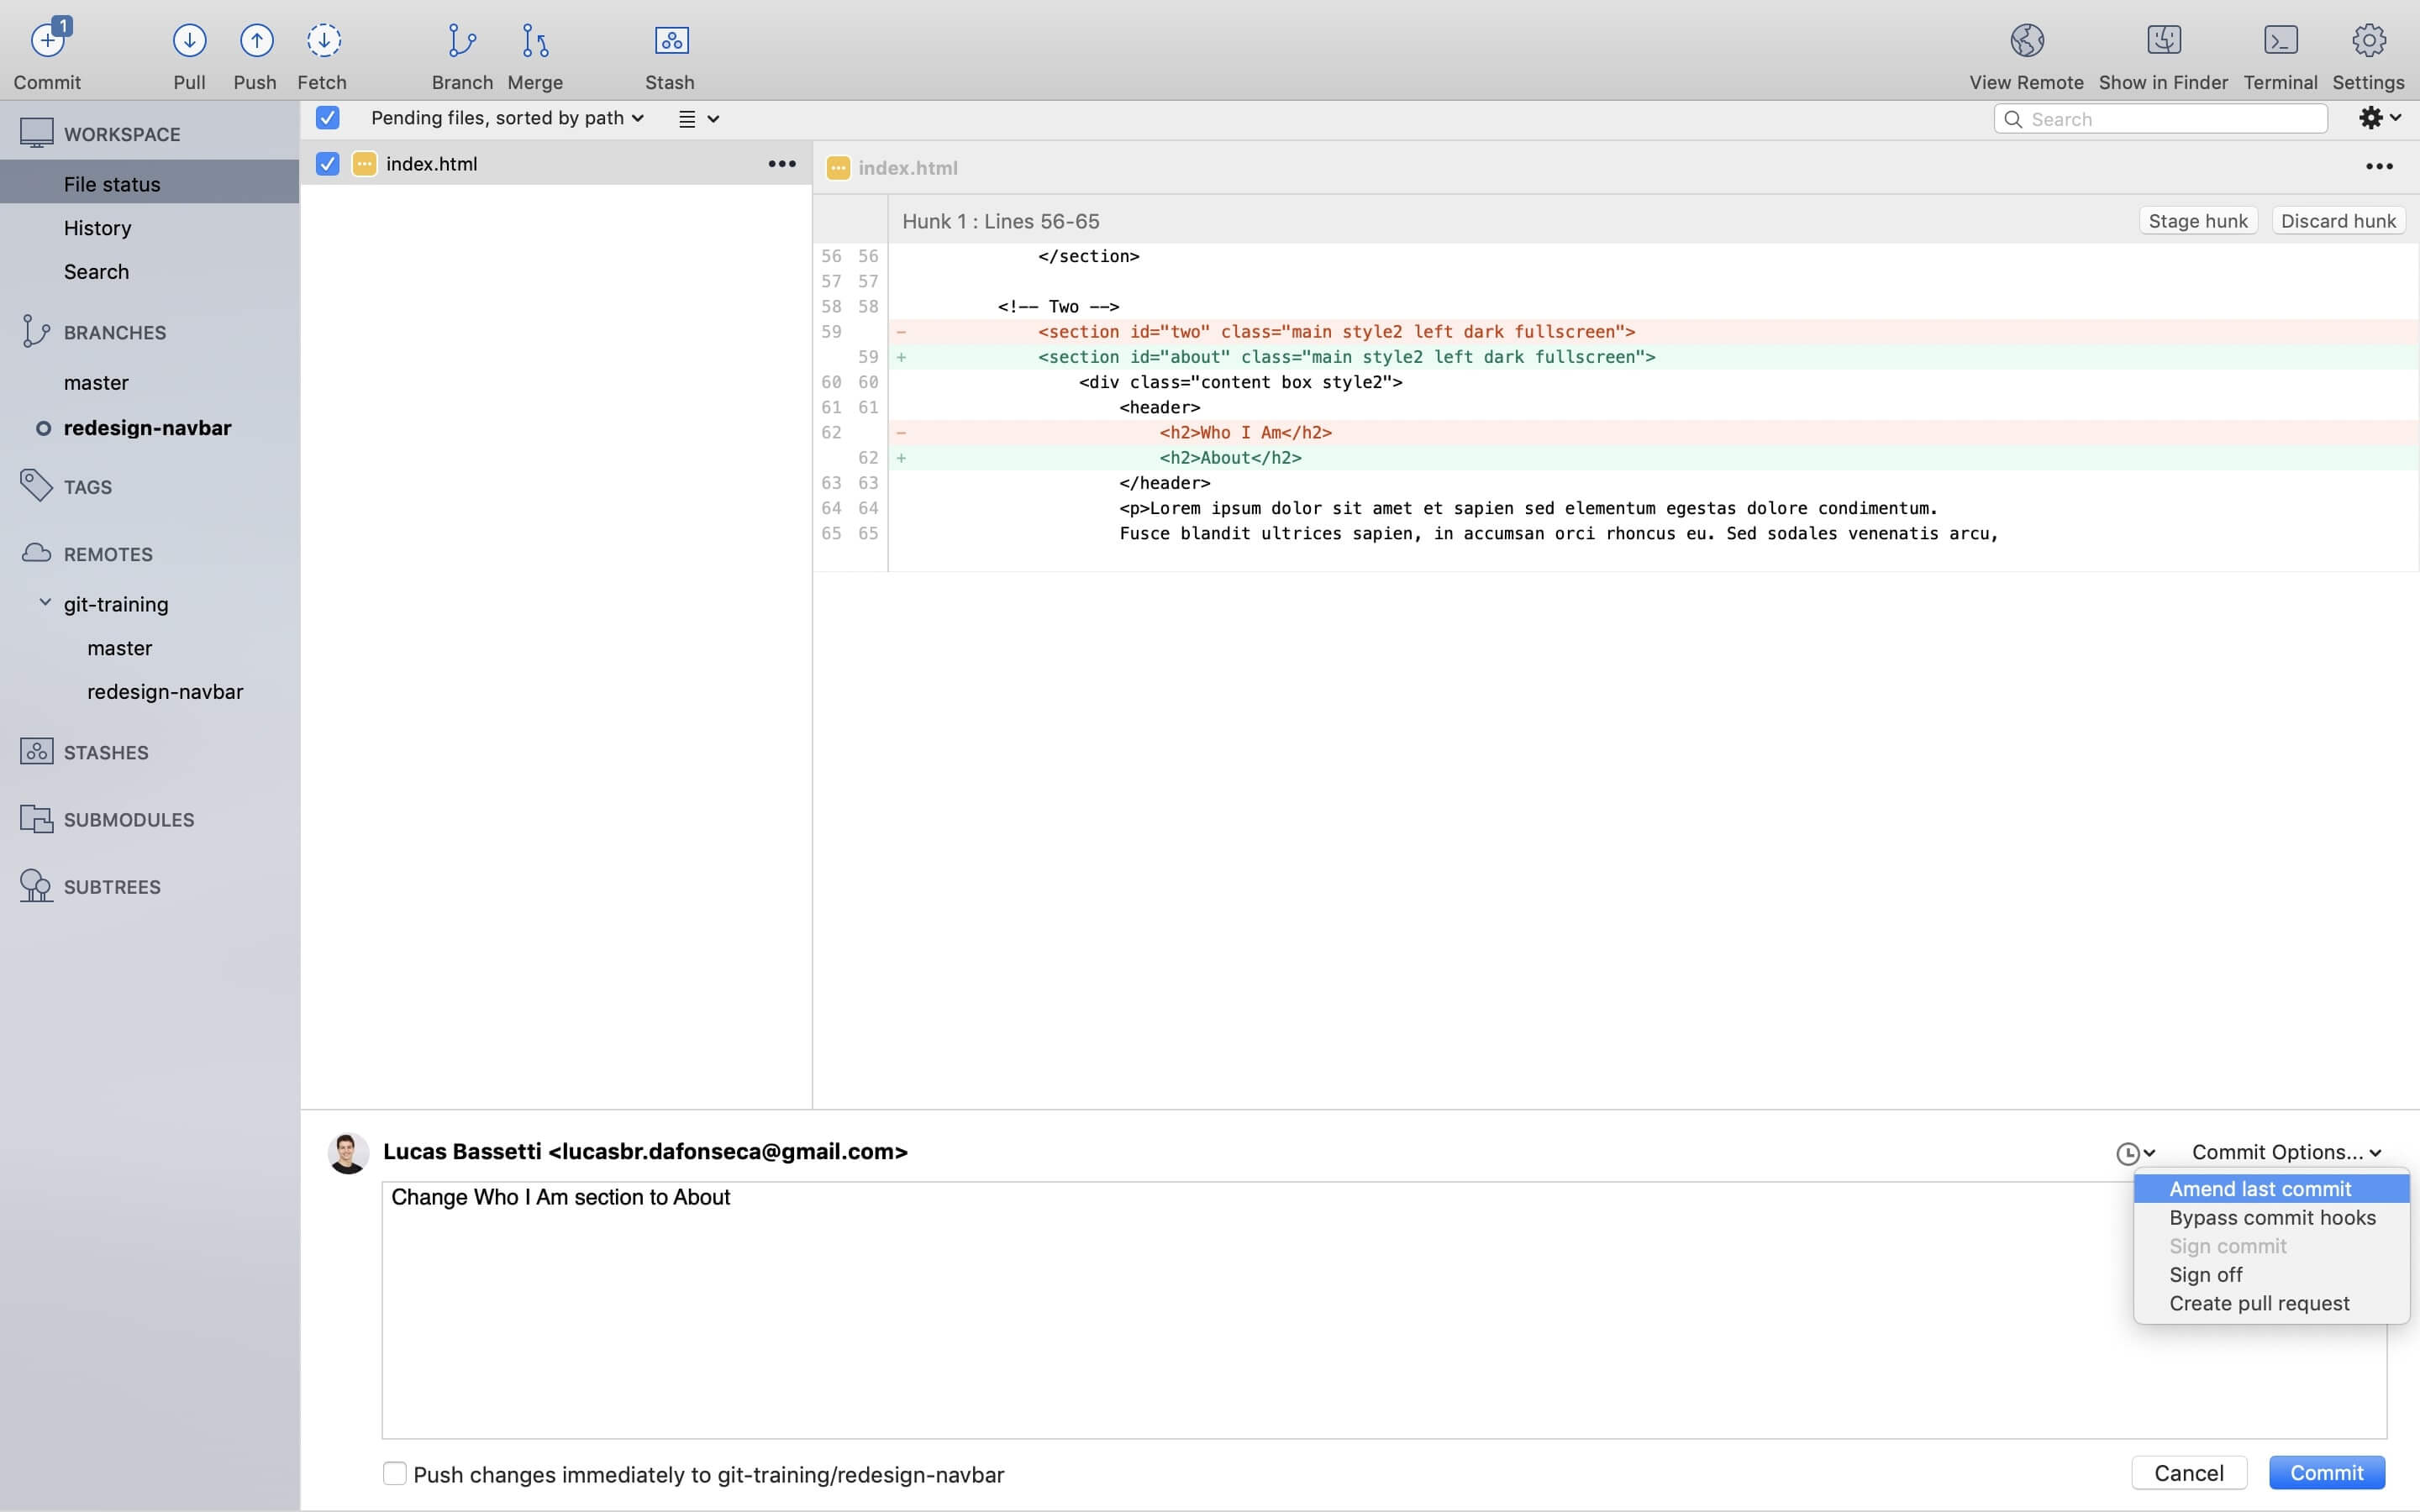 1
Commit
Pull
Push
Fetch
Branch
Merge
Stash
View Remote
Show in Finder
Terminal
Settings
WORKSPACE
File status
History
Search
BRANCHES
master
redesign-navbar
TAGS
REMOTES
git-training
master
redesign-navbar
STASHES
SUBMODULES
SUBTREES
Pending files, sorted by path
Search
index.html
index.html
Hunk 1 : Lines 56-65
Stage hunk
Discard hunk
56 56 </section>
57 57
58 58 <!-- Two -->
59 - <section id="two" class="main style2 left dark fullscreen">
59 + <section id="about" class="main style2 left dark fullscreen">
60 60 <div class="content box style2">
61 61 <header>
62 - <h2>Who I Am</h2>
62 + <h2>About</h2>
63 63 </header>
64 64 <p>Lorem ipsum dolor sit amet et sapien sed elementum egestas dolore condimentum.
65 65 Fusce blandit ultrices sapien, in accumsan orci rhoncus eu. Sed sodales venenatis arcu,
Lucas Bassetti <lucasbr.dafonseca@gmail.com>
Commit Options...
Change Who I Am section to About
Amend last commit
Bypass commit hooks
Sign commit
Sign off
Create pull request
Push changes immediately to git-training/redesign-navbar
Cancel
Commit